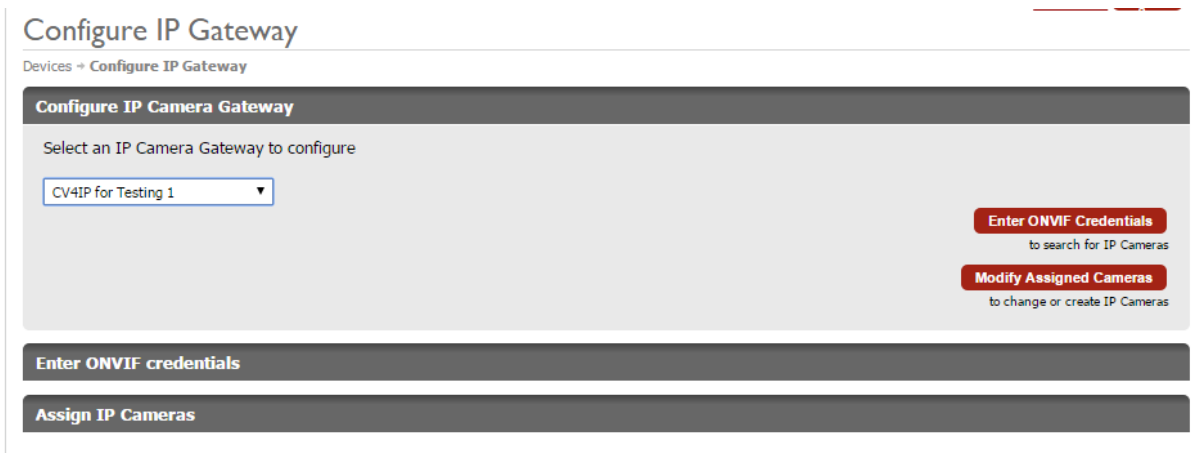 Configure IP Gateway
Devices → Configure IP Gateway
Configure IP Camera Gateway
Select an IP Camera Gateway to configure
CV4IP for Testing 1
Enter ONVIF Credentials
to search for IP Cameras
Modify Assigned Cameras
to change or create IP Cameras
Enter ONVIF credentials
Assign IP Cameras